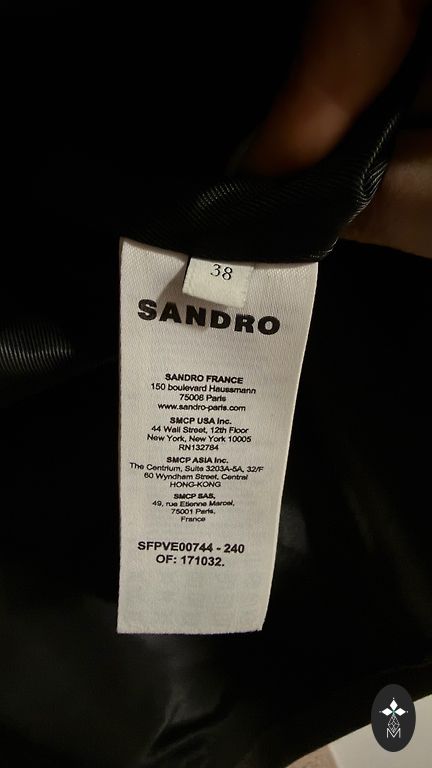 38
SANDRO
SANDRO FRANCE
150 boulevard Haussmann
75008 Paris
www.sandro-paris.com
SMCP USA Inc.
44 Wall Street, 12th Floor
New York, New York 10005
RN132784
SMCP ASIA Inc.
The Centrium, Suite 3203A-5A, 32/F
60 Wyndham Street, Central
HONG-KONG
SMCP SAS,
49, rue Etienne Marcel,
75001 Paris,
France
SFPVE00744 - 240
OF: 171032.
M